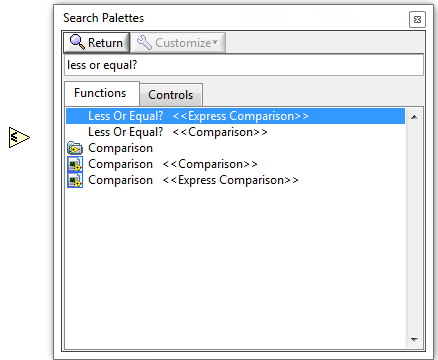 Search Palettes
Return Customize
less or equal?
Functions Controls
Less Or Equal? <<Express Comparison>>
Less Or Equal? <<Comparison>>
Comparison
Comparison <<Comparison>>
Comparison <<Express Comparison>>